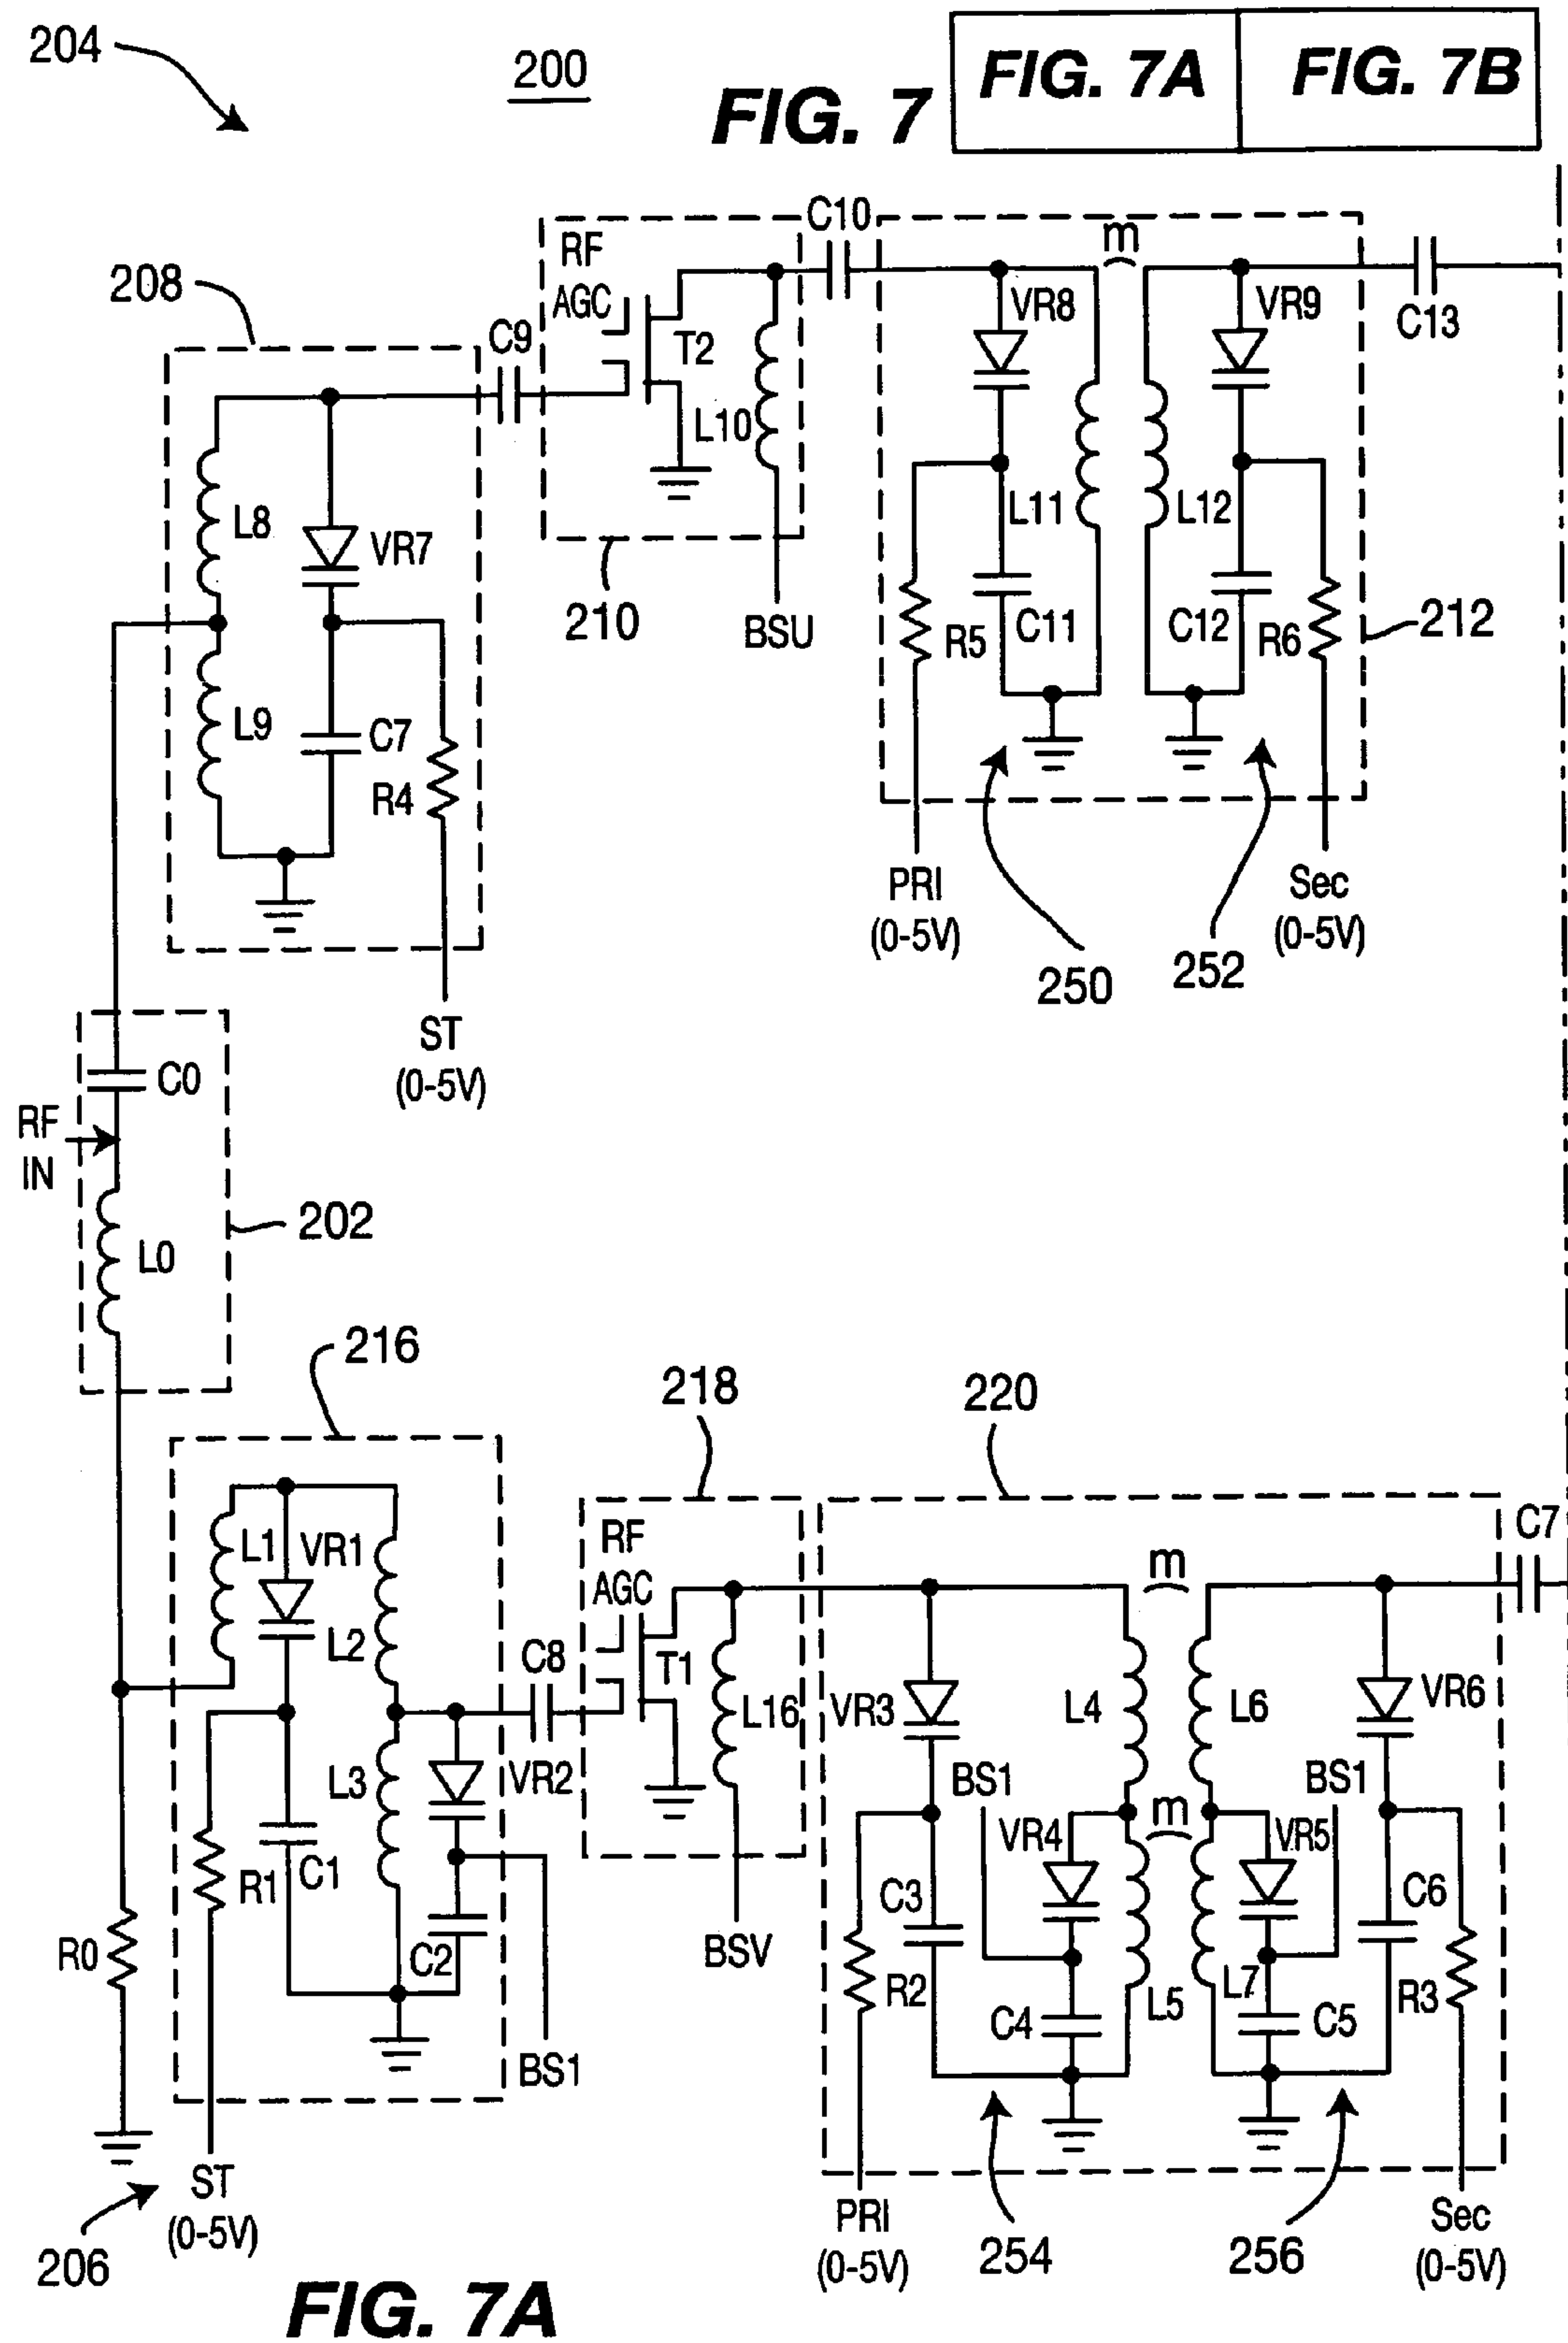 204
200
FIG. 7
FIG. 7A
FIG. 7B
208
RF
AGC
C9
T2
L10
C10
m
VR8
VR9
C13
L8
VR7
210
BSU
L11
L12
R5
C11
C12
R6
212
L9
C7
R4
PRI
(0-5V)
250
252
Sec
(0-5V)
ST
(0-5V)
C0
RF
IN
202
L0
216
218
220
L1
VR1
L2
RF
AGC
C8
T1
L16
VR3
L4
m
L6
VR6
C7
L3
VR2
BS1
VR4
m
VR5
BS1
R1
C1
C3
C6
R0
C2
BSV
R2
C4
L5
L7
C5
R3
BS1
206
ST
(0-5V)
PRI
(0-5V)
254
256
Sec
(0-5V)
FIG. 7A